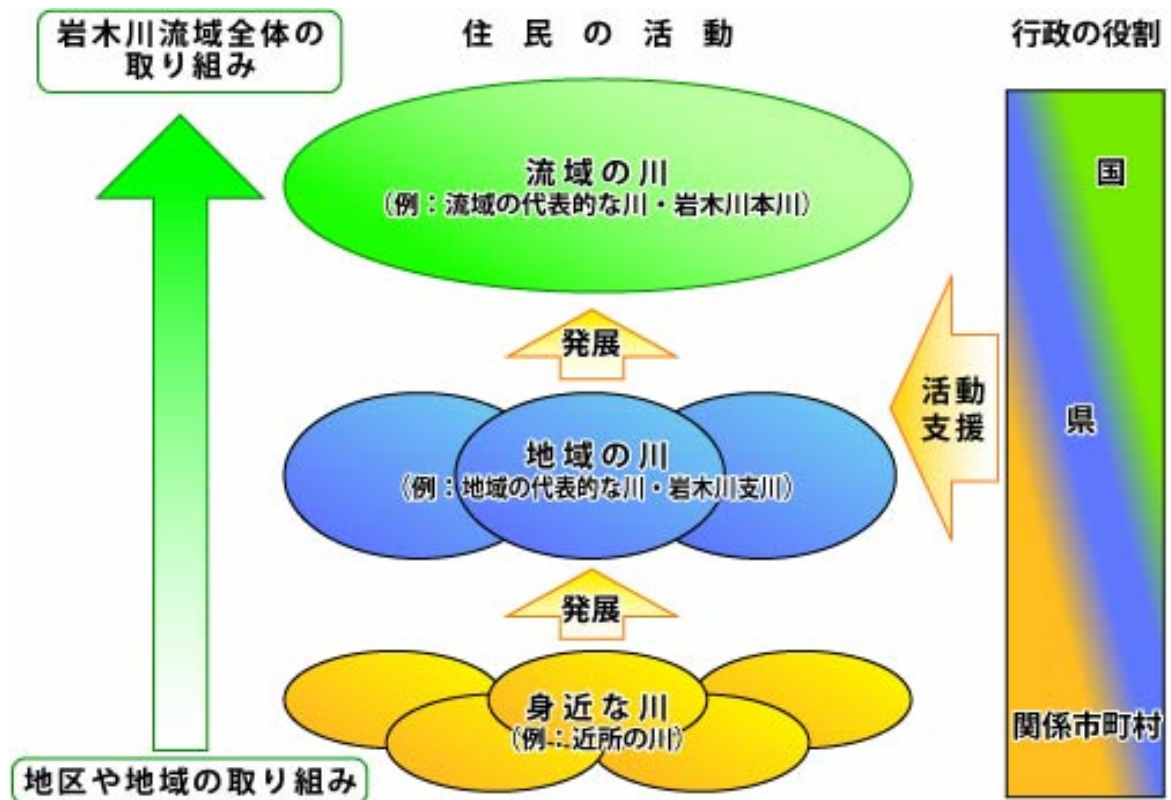 岩木川流域全体の
取り組み
住民の活動
行政の役割
流域の川
(例：流域の代表的な川・岩木川本川)
国
発展
活動
支援
県
地域の川
(例：地域の代表的な川・岩木川支川)
発展
身近な川
(例：近所の川)
関係市町村
地区や地域の取り組み